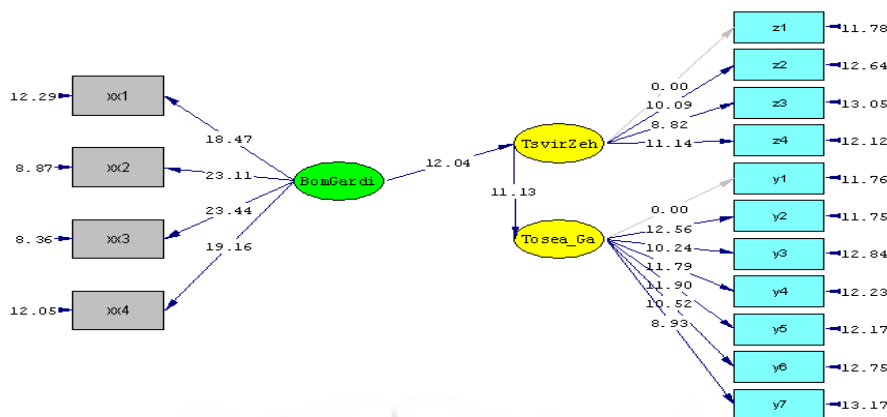 12.29
xx1
8.87
xx2
8.36
xx3
12.05
xx4
18.47
23.11
23.44
19.16
BomGardi
12.04
TsvirZeh
11.13
Tosea_Ga
0.00
10.09
8.82
11.14
0.00
12.56
10.24
11.79
11.90
10.52
8.93
z1
11.78
z2
12.64
z3
13.05
z4
12.12
y1
11.76
y2
11.75
y3
12.84
y4
12.23
y5
12.17
y6
12.75
y7
13.17